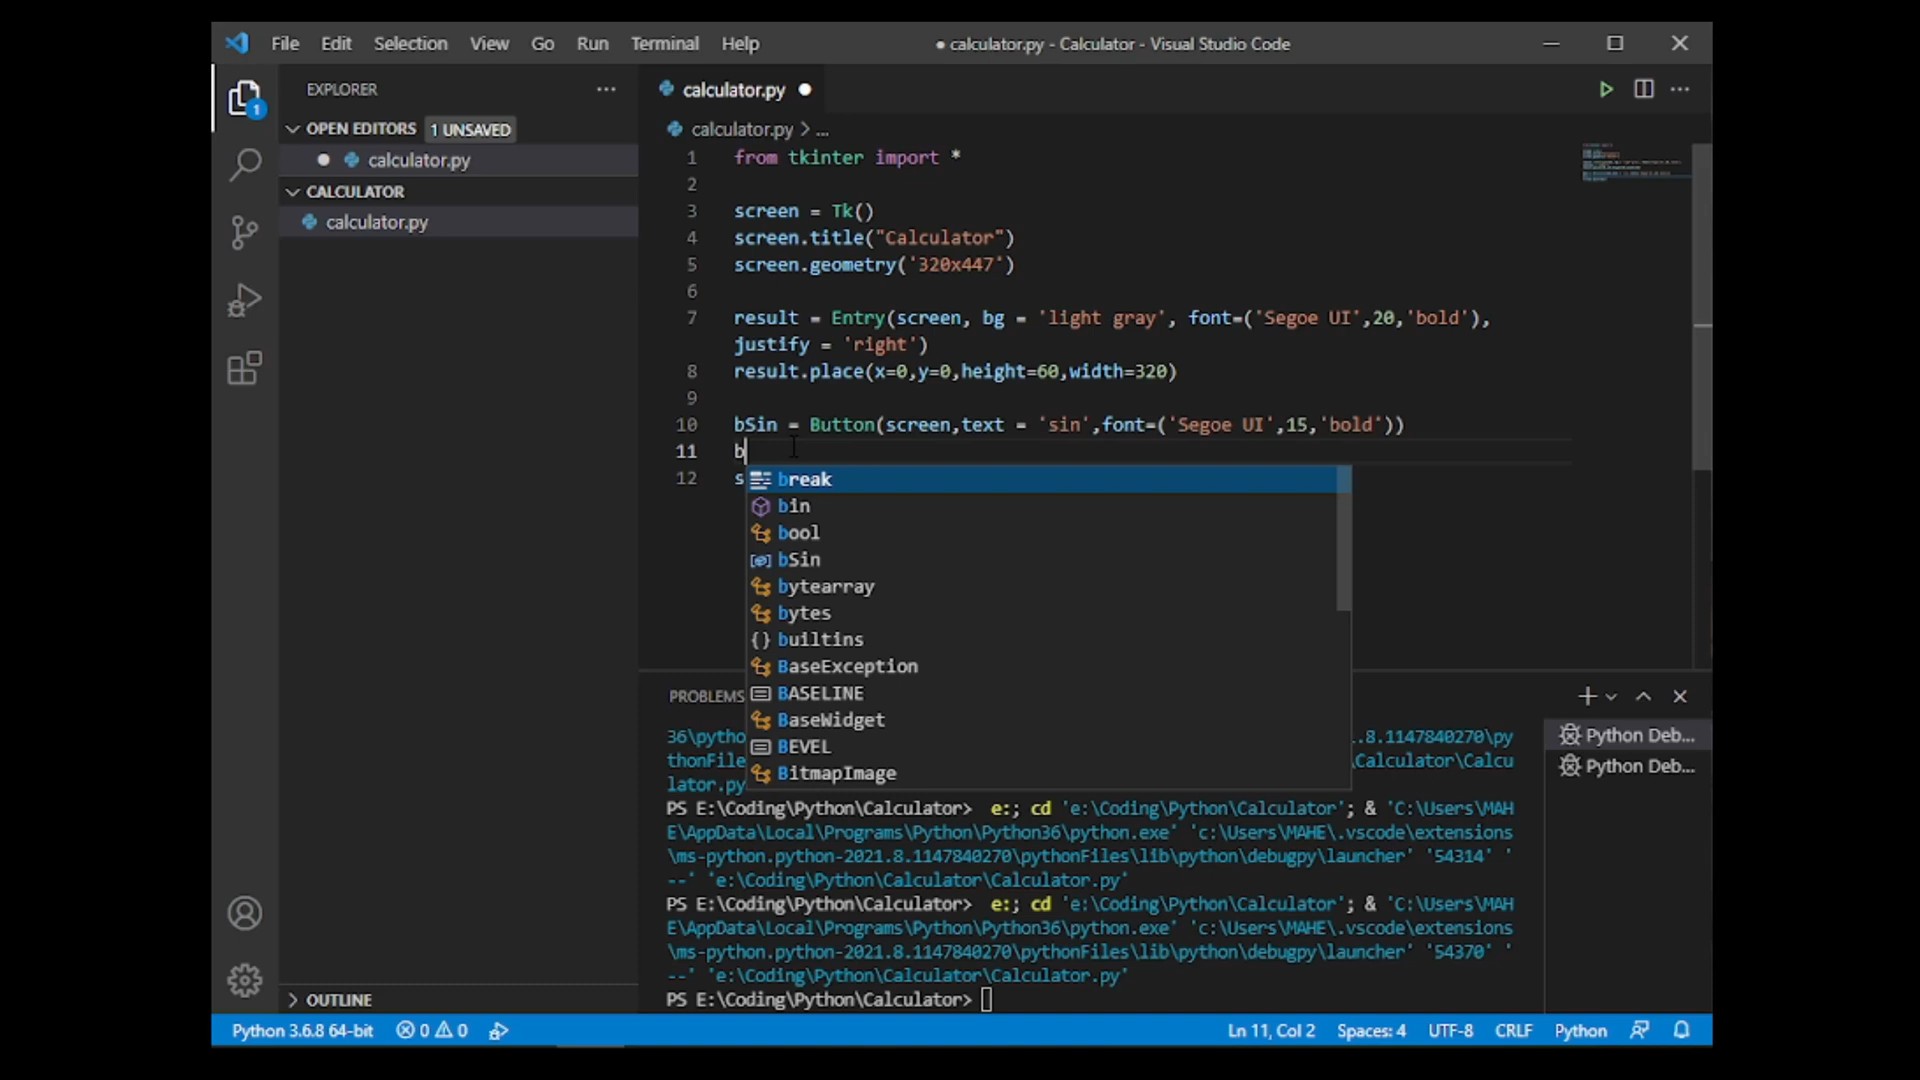 File Edit Selection View Go Run Terminal Help
● calculator.py - Calculator - Visual Studio Code
EXPLORER
OPEN EDITORS 1 UNSAVED
calculator.py
CALCULATOR
calculator.py
OUTLINE
1
calculator.py
calculator.py > ...
1 from tkinter import *
2
3 screen = Tk()
4 screen.title("Calculator")
5 screen.geometry('320x447')
6
7 result = Entry(screen, bg = 'light gray', font=('Segoe UI',20,'bold'),
justify = 'right')
8 result.place(x=0,y=0,height=60,width=320)
9
10 bSin = Button(screen,text = 'sin',font=('Segoe UI',15,'bold'))
11 b
12 s
break
bin
bool
bSin
bytearray
bytes
builtins
BaseException
BASELINE
BaseWidget
BEVEL
BitmapImage
PROBLEMS
36\pytho .8.1147840270\py
thonFile Calculator\Calcu
lator.py
PS E:\Coding\Python\Calculator> e:; cd 'e:\Coding\Python\Calculator'; & 'C:\Users\MAH
E\AppData\Local\Programs\Python\Python36\python.exe' 'c:\Users\MAHE\.vscode\extensions
\ms-python.python-2021.8.1147840270\pythonFiles\lib\python\debugpy\launcher' '54314' '
--' 'e:\Coding\Python\Calculator\Calculator.py'
PS E:\Coding\Python\Calculator> e:; cd 'e:\Coding\Python\Calculator'; & 'C:\Users\MAH
E\AppData\Local\Programs\Python\Python36\python.exe' 'c:\Users\MAHE\.vscode\extensions
\ms-python.python-2021.8.1147840270\pythonFiles\lib\python\debugpy\launcher' '54370' '
--' 'e:\Coding\Python\Calculator\Calculator.py'
PS E:\Coding\Python\Calculator>
Python Deb...
Python Deb...
Python 3.6.8 64-bit 0 0 Ln 11, Col 2 Spaces: 4 UTF-8 CRLF Python